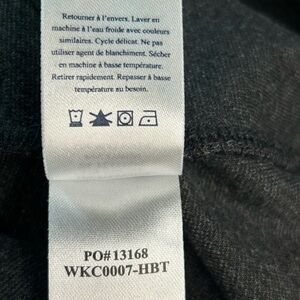 Retourner à l'envers. Laver en
machine à l'eau froide avec couleurs
similaires. Cycle délicat. Ne pas
utiliser agent de blanchiment. Sécher
en machine à basse température.
Retirer rapidement. Repasser à basse
température au besoin.
PO#13168
WKC0007-HBT